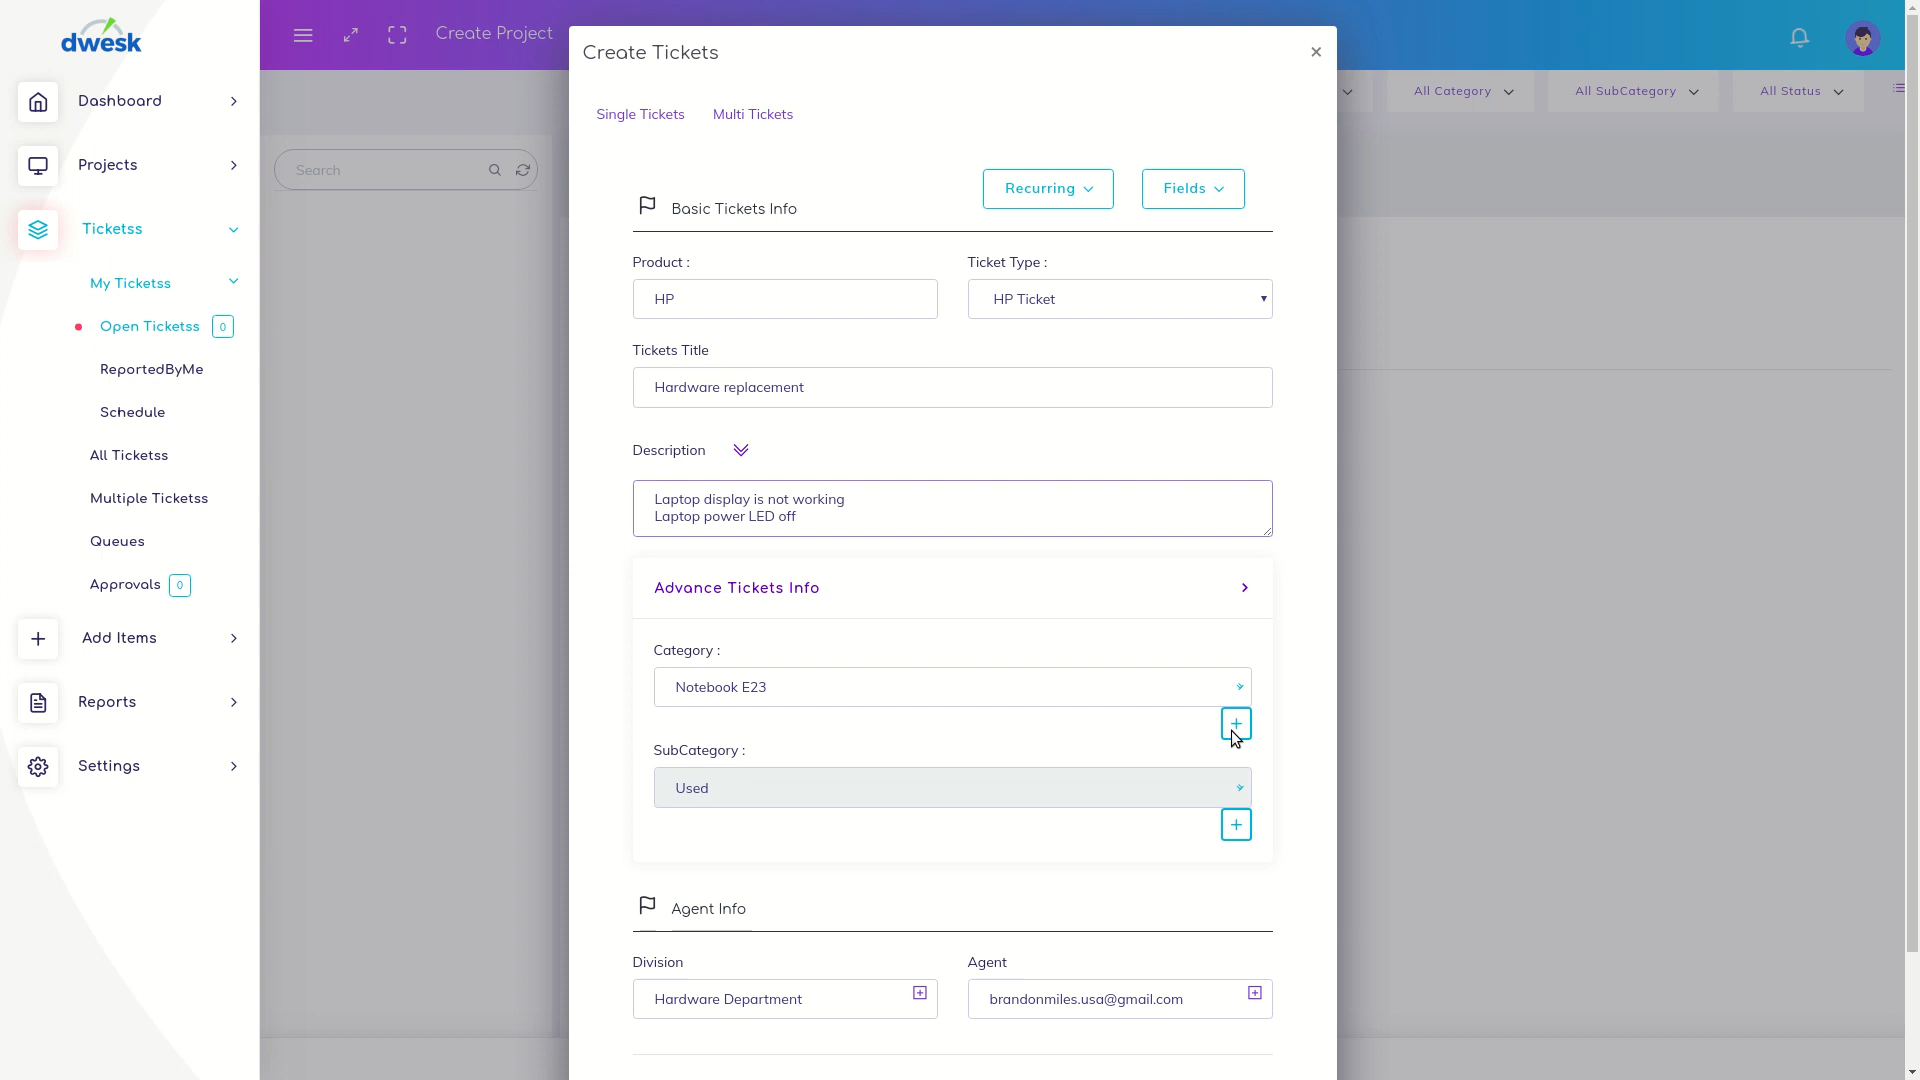 dwesk
Dashboard
Projects
Ticketss
My Ticketss
Open Ticketss 0
ReportedByMe
Schedule
All Ticketss
Multiple Ticketss
Queues
Approvals 0
Add Items
Reports
Settings
Create Project
All Category
All SubCategory
All Status
Search
Create Tickets
×
Single Tickets
Multi Tickets
Recurring
Fields
Basic Tickets Info
Product :
Ticket Type :
HP
HP Ticket
Tickets Title
Hardware replacement
Description
Laptop display is not working
Laptop power LED off
Advance Tickets Info
Category :
Notebook E23
+
SubCategory :
Used
+
Agent Info
Division
Agent
Hardware Department
brandonmiles.usa@gmail.com